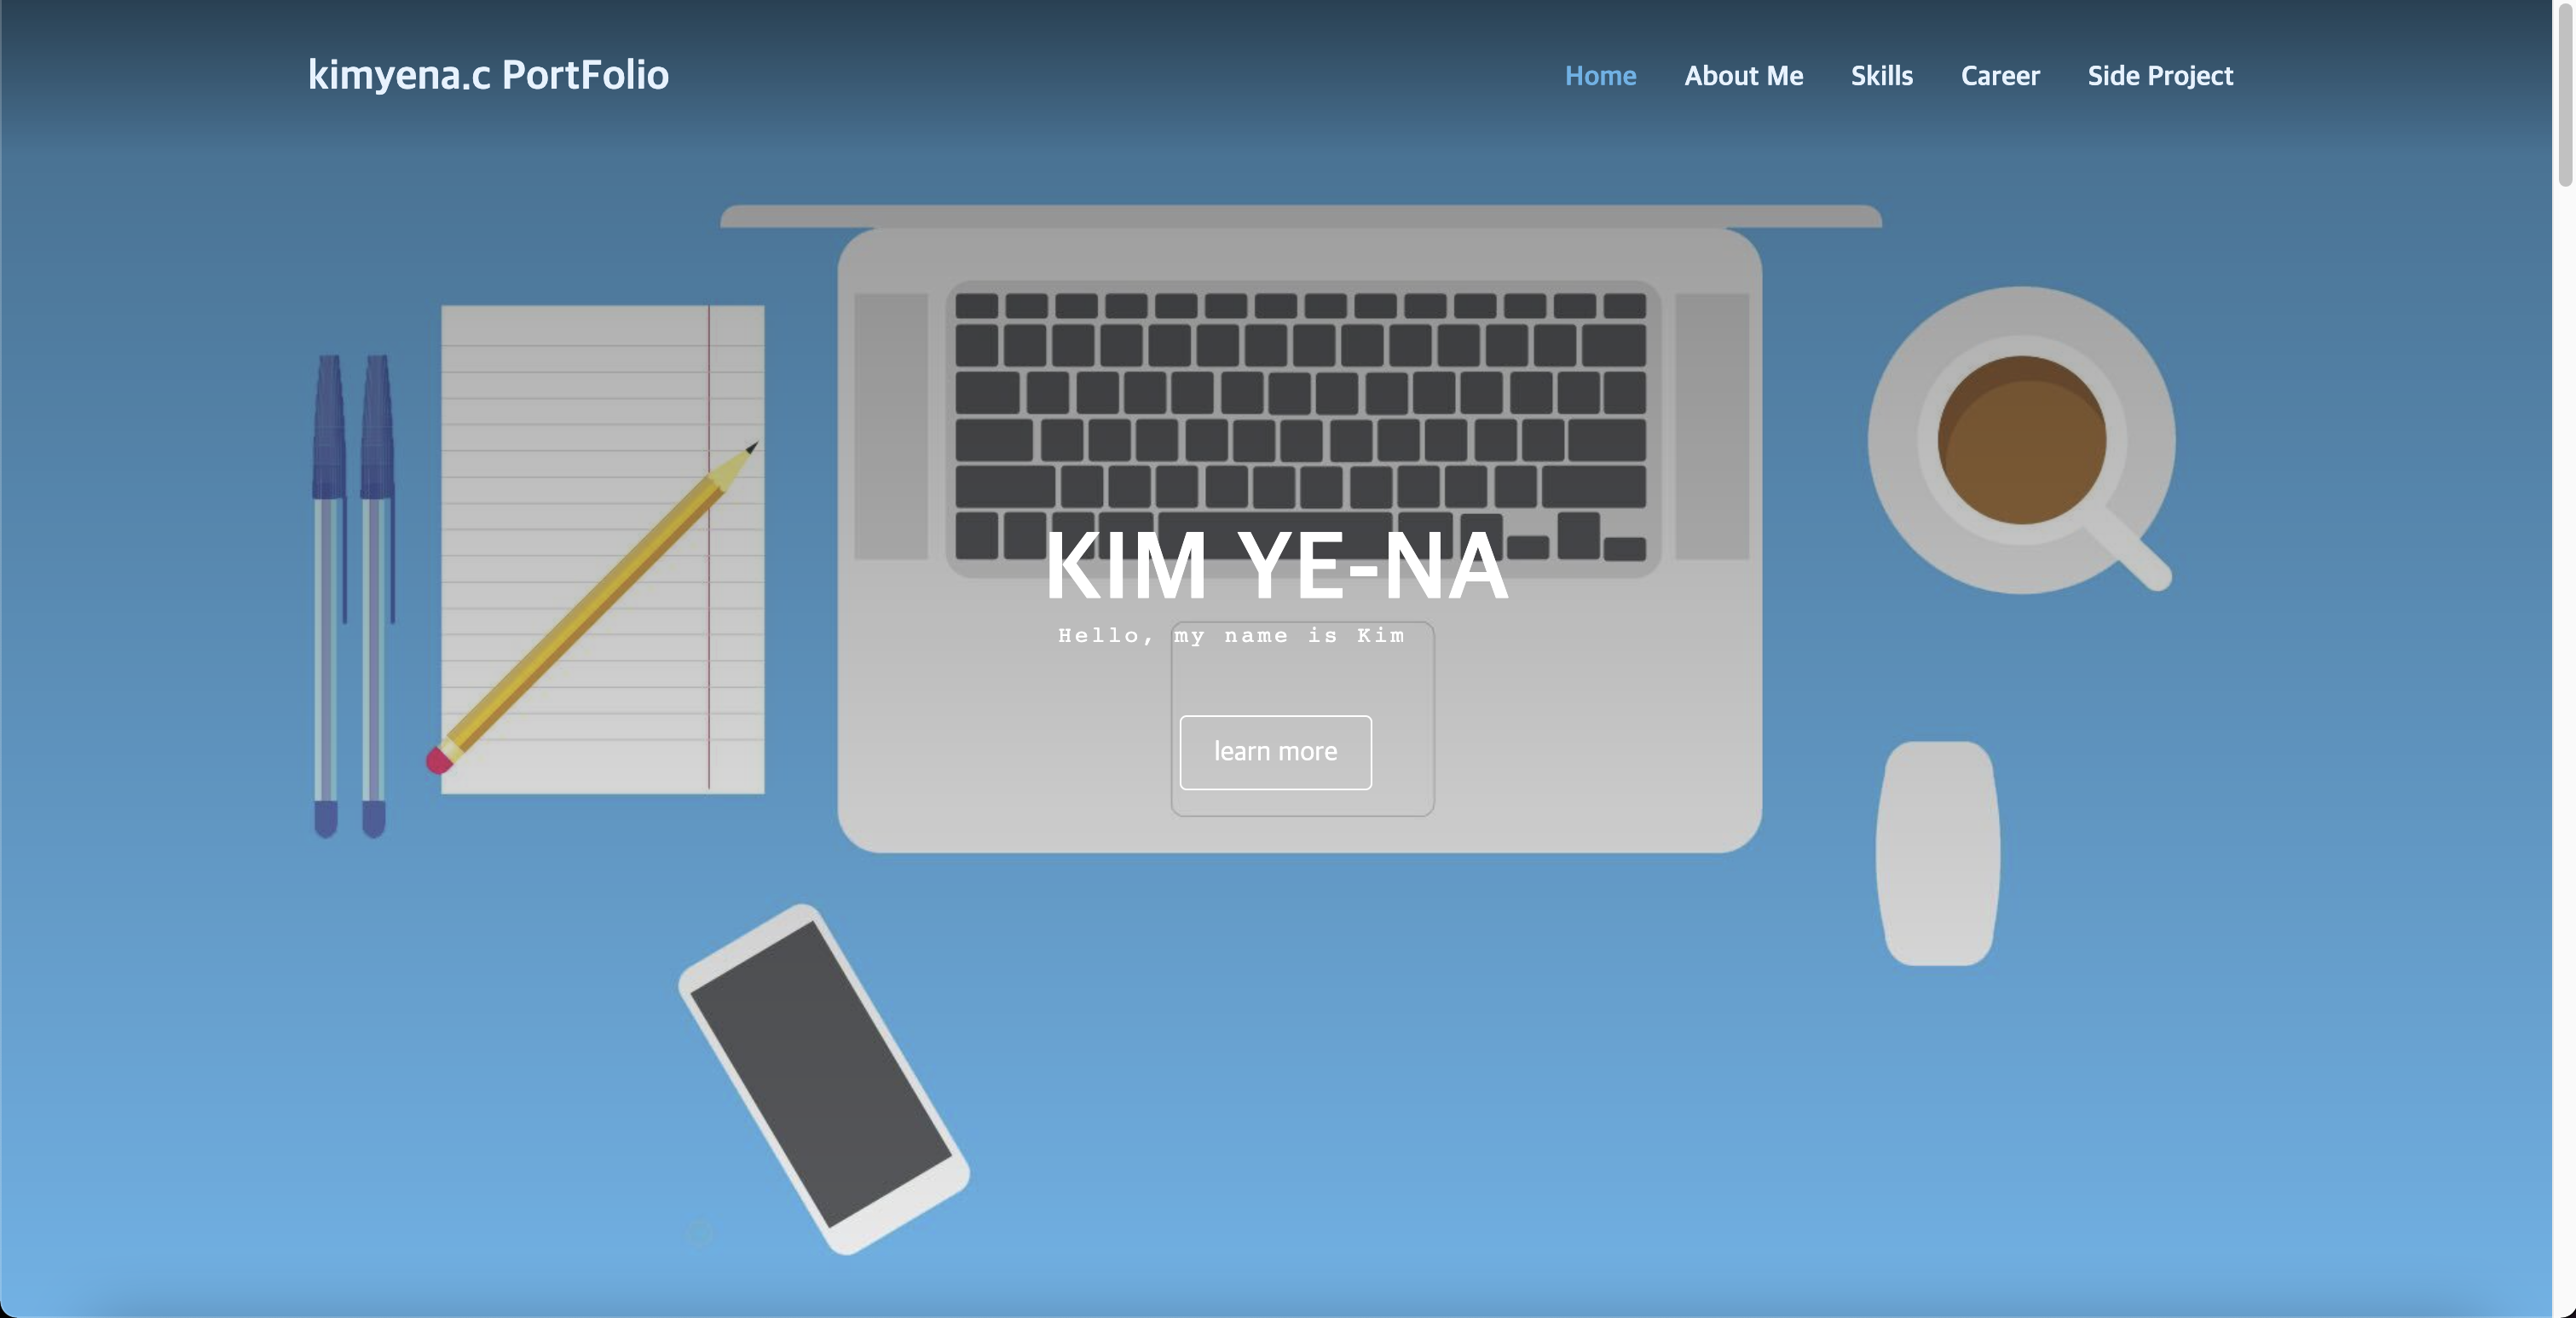 kimyena.c PortFolio
Home About Me Skills Career Side Project
KIM YE-NA
Hello, my name is Kim
learn more